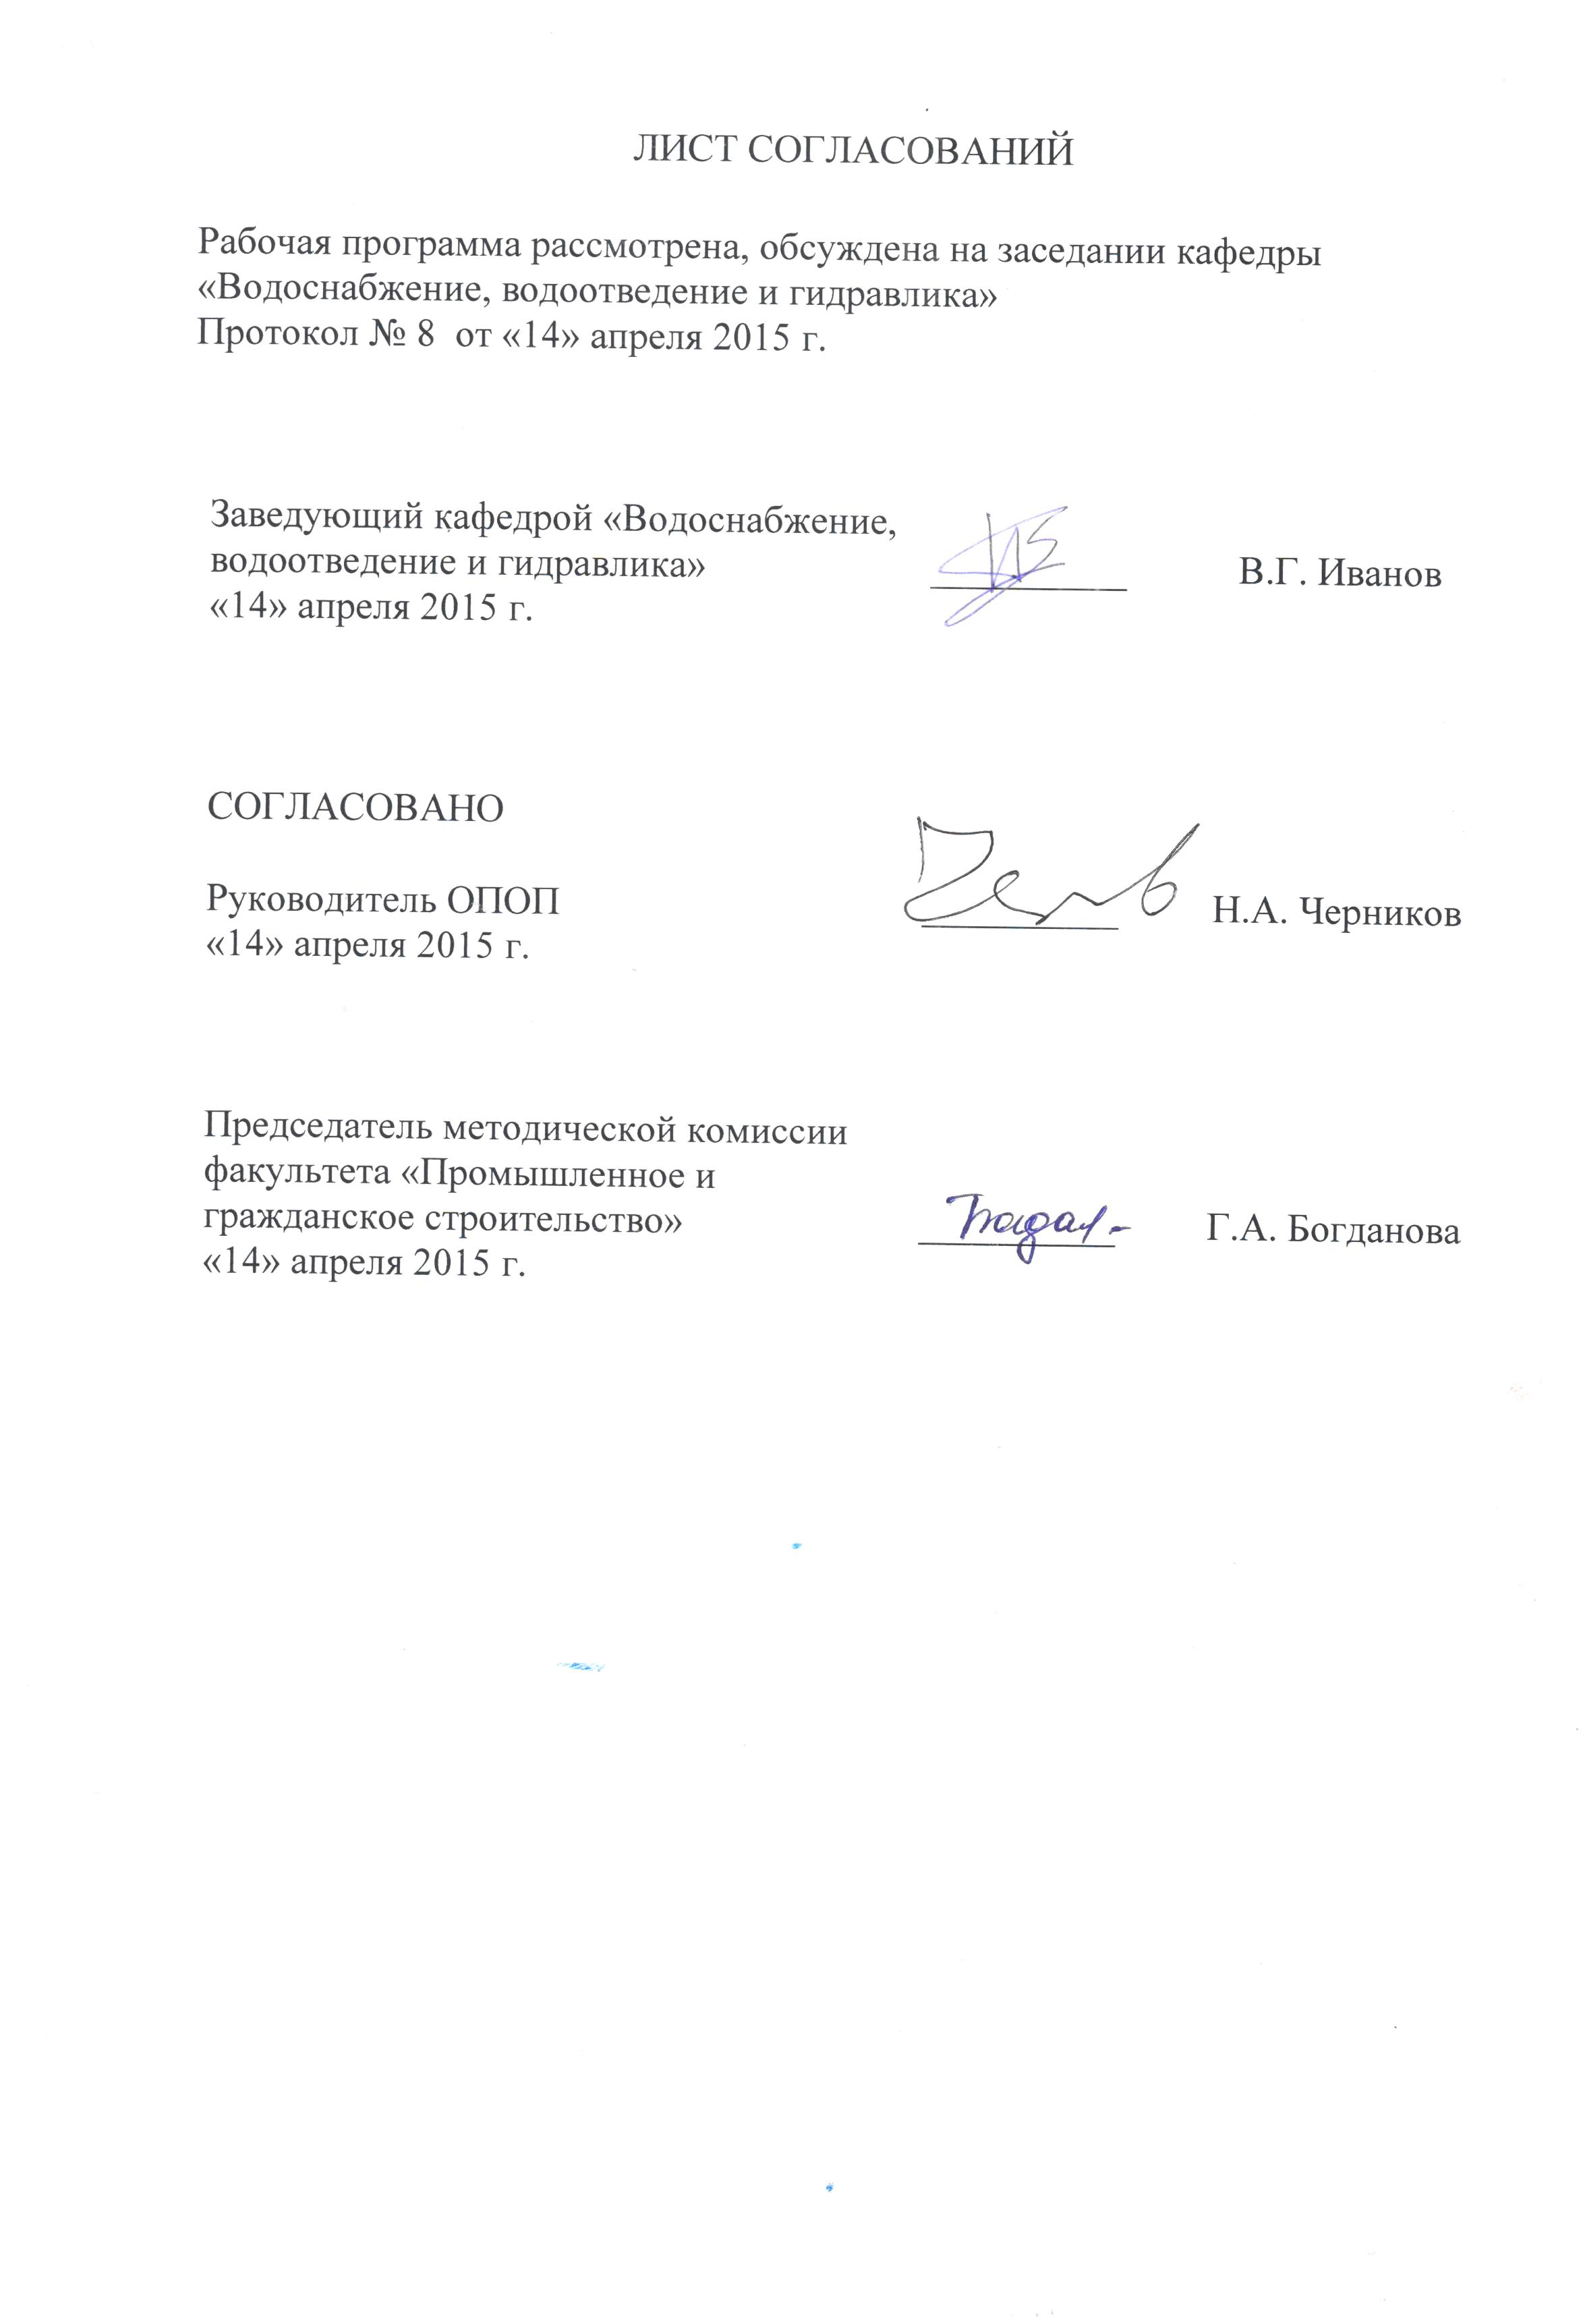 ЛИСТ СОГЛАСОВАНИЙ
Рабочая программа рассмотрена, обсуждена на заседании кафедры
«Водоснабжение, водоотведение и гидравлика»
Протокол № 8 от «14» апреля 2015 г.
Заведующий кафедрой «Водоснабжение,
водоотведение и гидравлика» В.Г. Иванов
«14» апреля 2015 г.
СОГЛАСОВАНО
Руководитель ОПОП Н.А. Черников
«14» апреля 2015 г.
Председатель методической комиссии
факультета «Промышленное и
гражданское строительство» Г.А. Богданова
«14» апреля 2015 г.